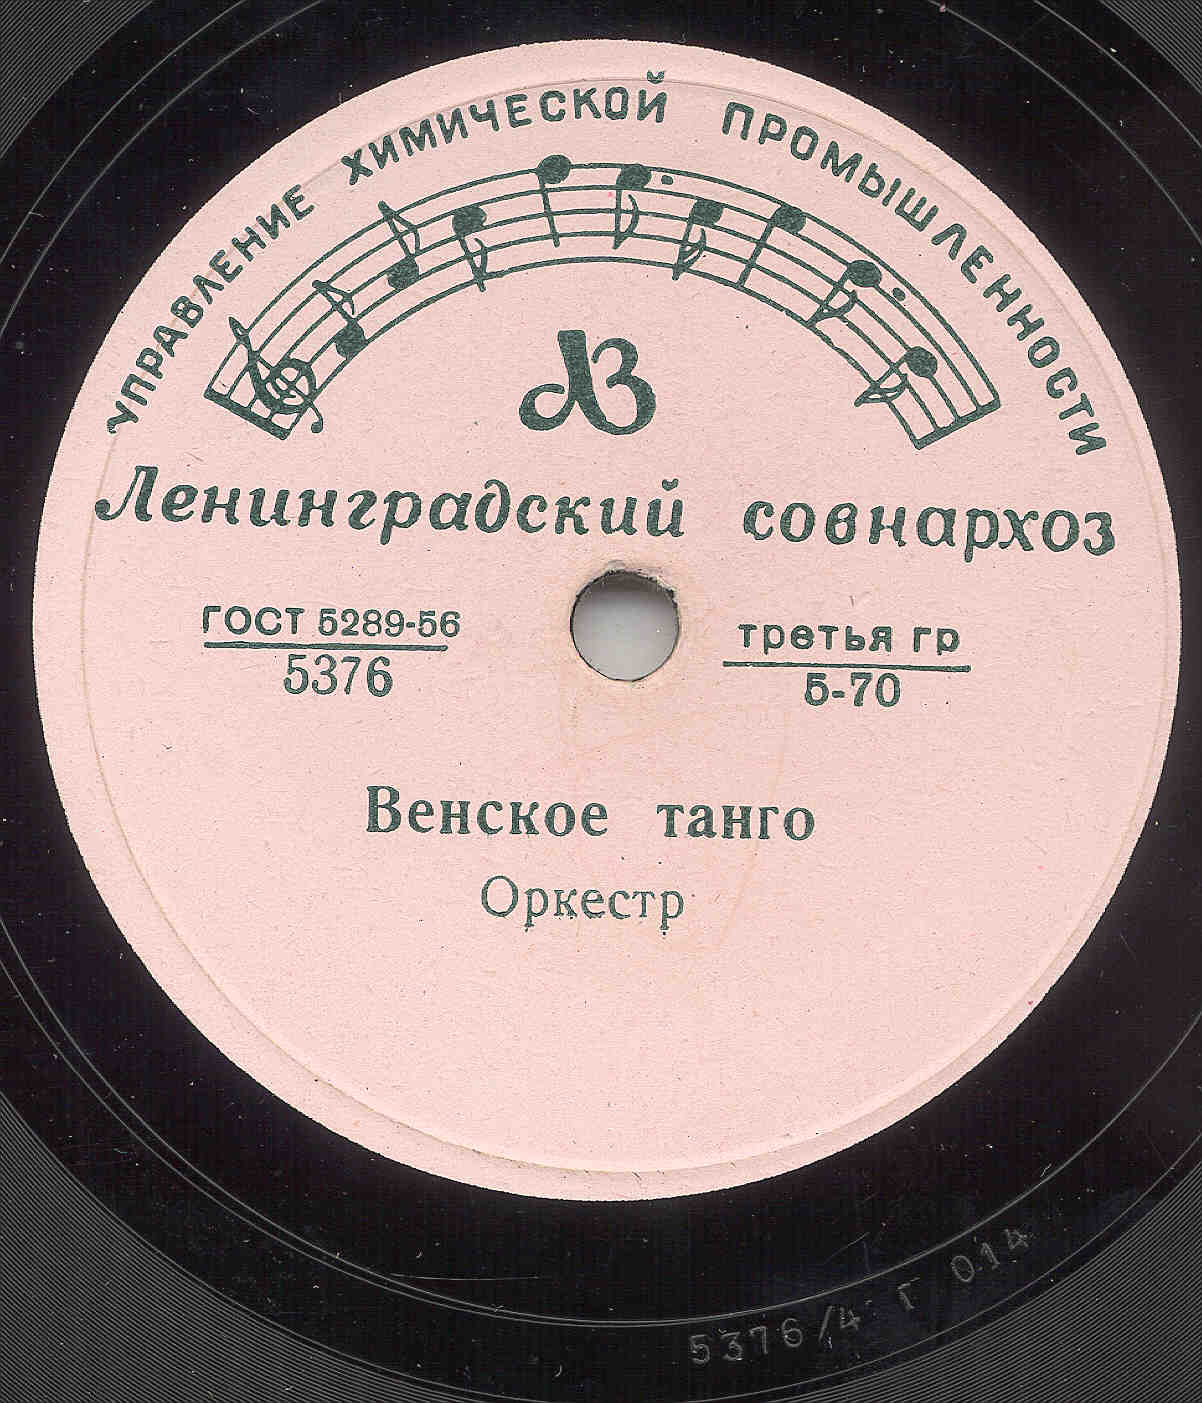 УПРАВЛЕНИЕ ХИМИЧЕСКОЙ ПРОМЫШЛЕННОСТИ
ЛЗ
Ленинградский совнархоз
ГОСТ 5289-56
5376
третья гр
5-70
Венское танго
Оркестр
5376/4 Г 014